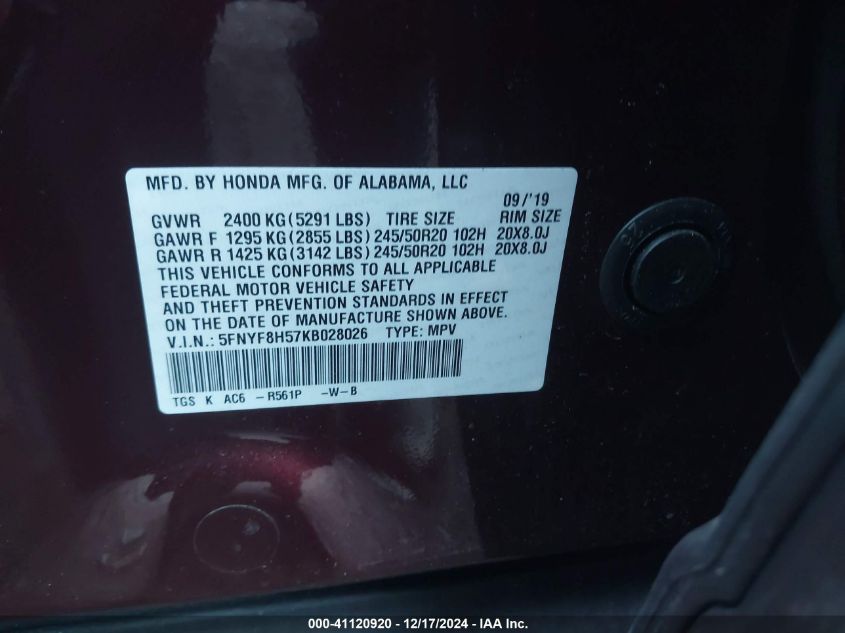 MFD. BY HONDA MFG. OF ALABAMA, LLC
09/'19
GVWR 2400 KG (5291 LBS) TIRE SIZE RIM SIZE
GAWR F 1295 KG (2855 LBS) 245/50R20 102H 20X8.0J
GAWR R 1425 KG (3142 LBS) 245/50R20 102H 20X8.0J
THIS VEHICLE CONFORMS TO ALL APPLICABLE
FEDERAL MOTOR VEHICLE SAFETY
AND THEFT PREVENTION STANDARDS IN EFFECT
ON THE DATE OF MANUFACTURE SHOWN ABOVE.
V.I.N.: 5FNYF8H57KB028026 TYPE: MPV
TGS K AC6 -R561P -W-B
000-41120920 - 12/17/2024 - IAA Inc.